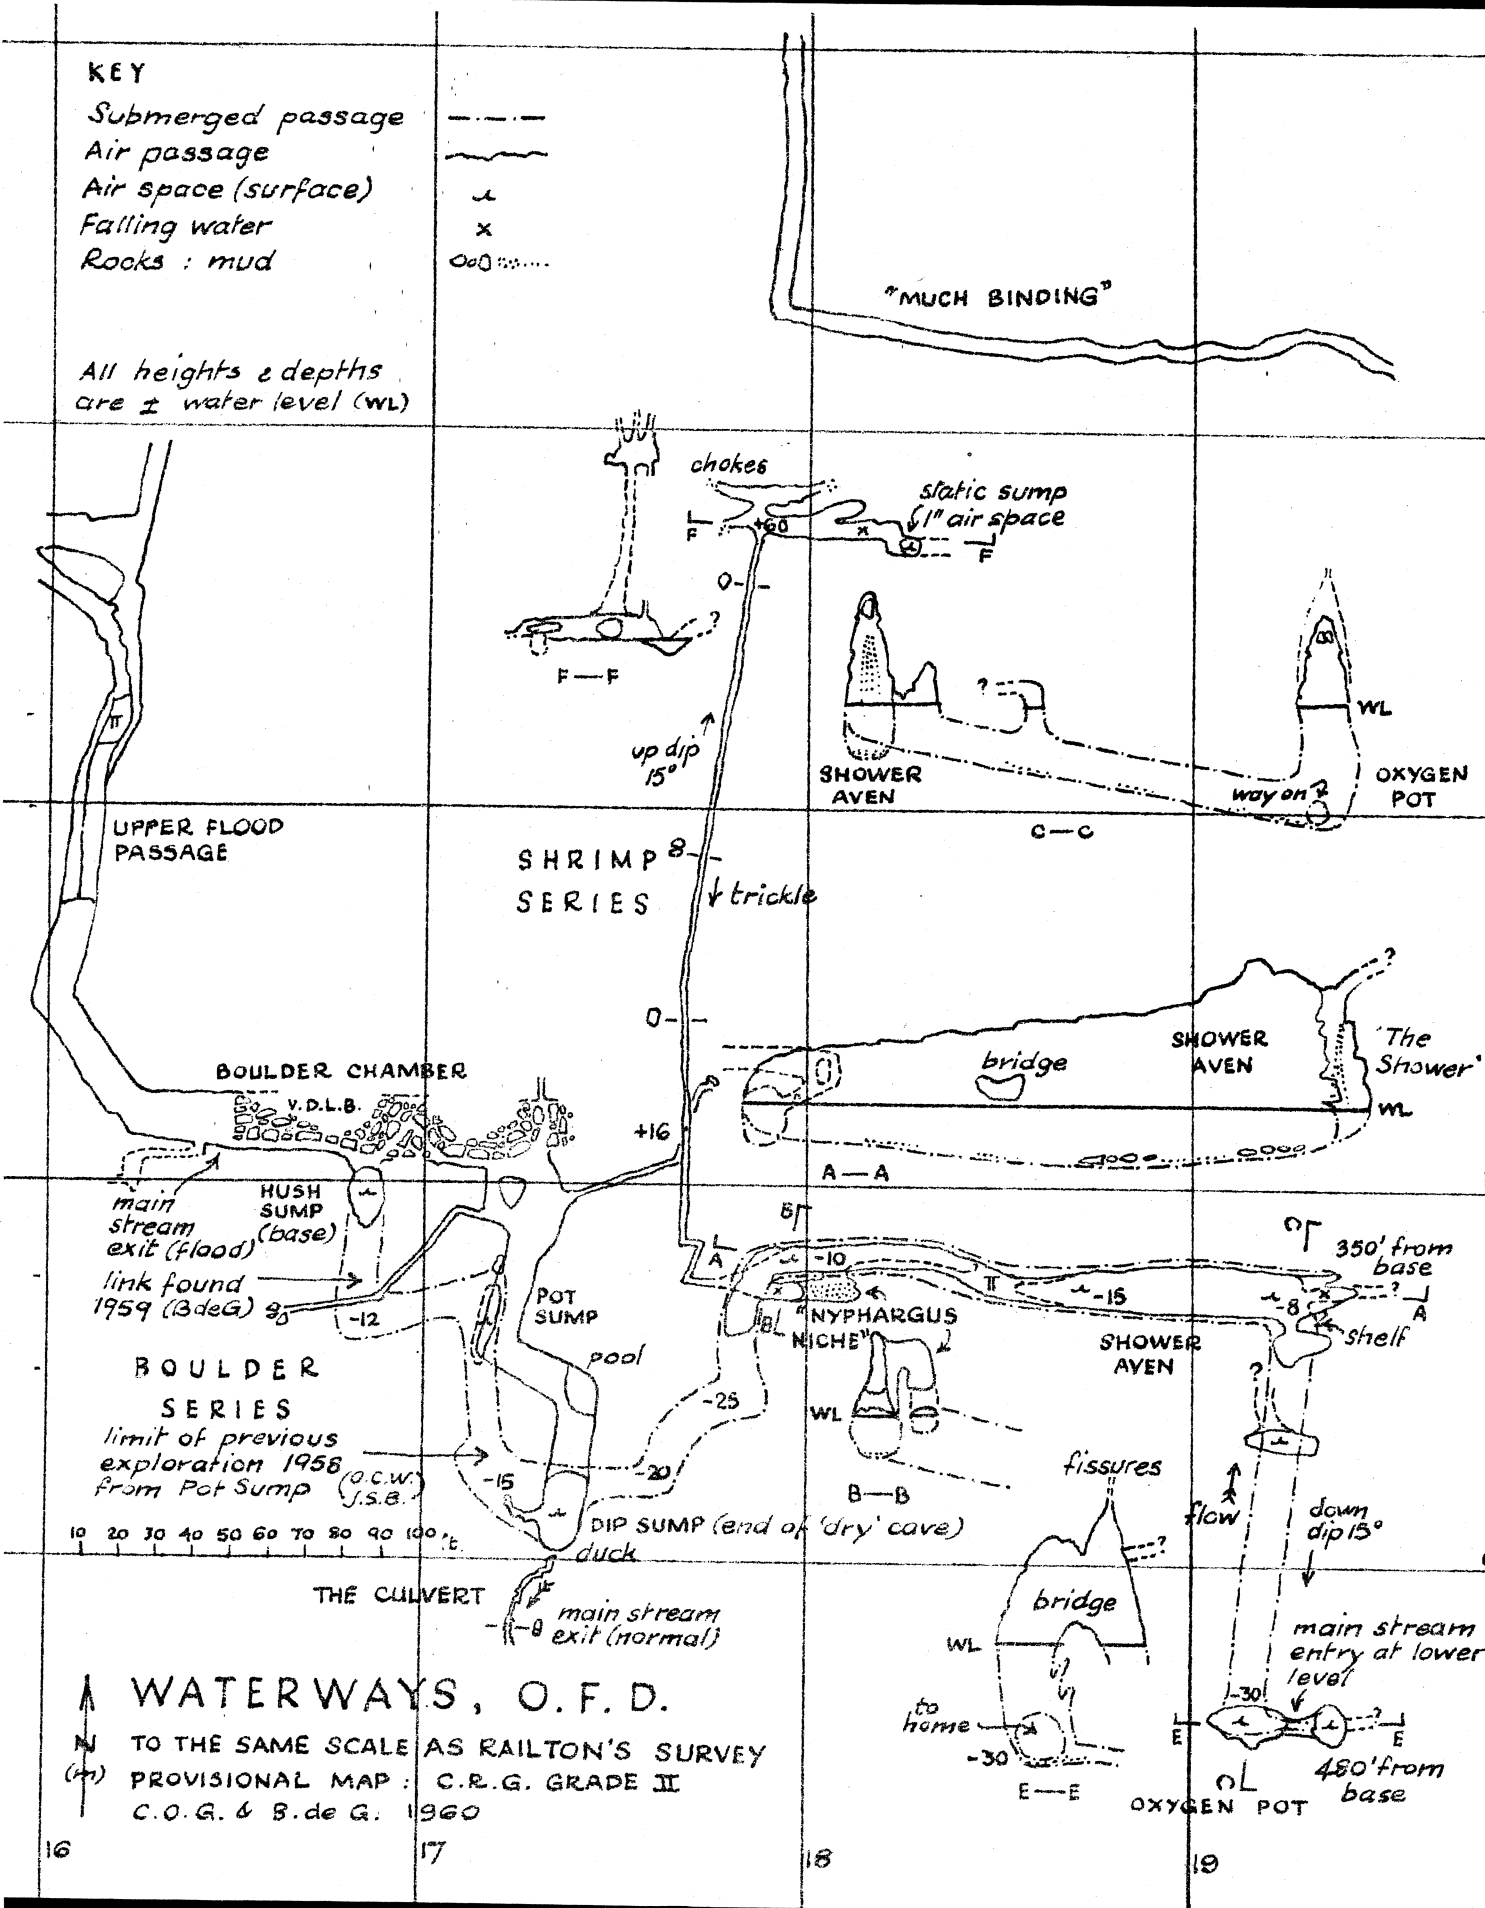 KEY
Submerged passage
Air passage
Air space (surface)
Falling water
Rocks : mud
All heights & depths
are ± water level (WL)
"MUCH BINDING"
chokes
static sump
1" air space
+60
F
F
0
F—F
up dip
15°
?
SHOWER
AVEN
WL
OXYGEN
POT
way on
C—C
UPPER FLOOD
PASSAGE
SHRIMP
SERIES
8
trickle
0
+16
BOULDER CHAMBER
V.D.L.B.
bridge
SHOWER
AVEN
?
'The
Shower'
WL
A—A
main
stream
exit (flood)
HUSH
SUMP
(base)
link found
1959 (BdeG)
-12
POT
SUMP
pool
BOULDER
SERIES
limit of previous
exploration 1958
from Pot Sump
(O.C.W.
J.S.B.)
-15
-20
-25
B
A
-10
"NYPHARGUS
NICHE"
B
-15
SHOWER
AVEN
C
350' from
base
-8
?
A
shelf
?
WL
B—B
10 20 30 40 50 60 70 80 90 100
DIP SUMP (end of 'dry' cave)
duck
THE CULVERT
-8
main stream
exit (normal)
fissures
?
bridge
WL
to
home
-30
E—E
flow
down
dip 15°
main stream
entry at lower
level
-30
?
E
E
C
480' from
base
OXYGEN POT
WATERWAYS, O.F.D.
N
(m)
TO THE SAME SCALE AS RAILTON'S SURVEY
PROVISIONAL MAP : C.R.G. GRADE II
C.O.G. & B.de G. 1960
16
17
18
19